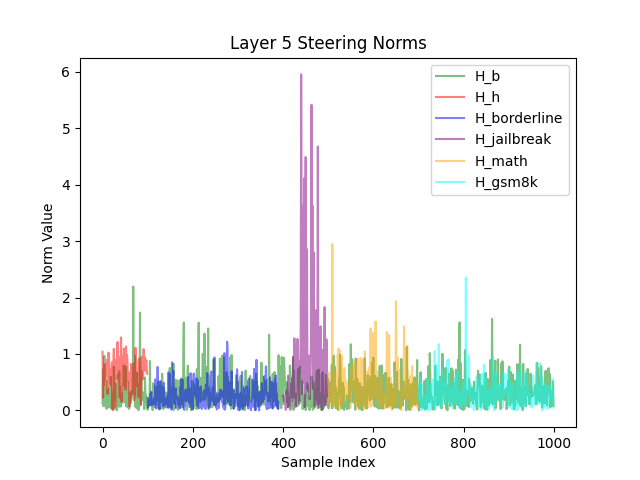 Layer 5 Steering Norms
H_b
H_h
H_borderline
H_jailbreak
H_math
H_gsm8k
Norm Value
6
5
4
3
2
1
0
0 200 400 600 800 1000
Sample Index